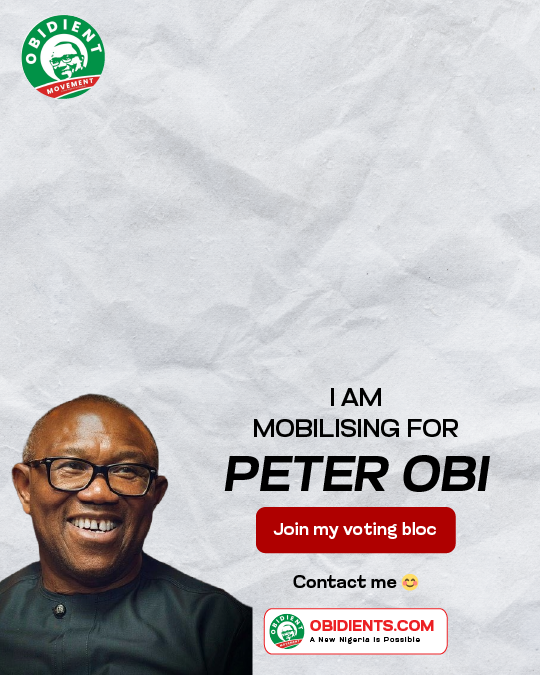 OBIDIENT
MOVEMENT
I AM
MOBILISING FOR
PETER OBI
Join my voting bloc
Contact me 😊
OBIDIENT
OBIDIENTS.COM
A New Nigeria Is Possible